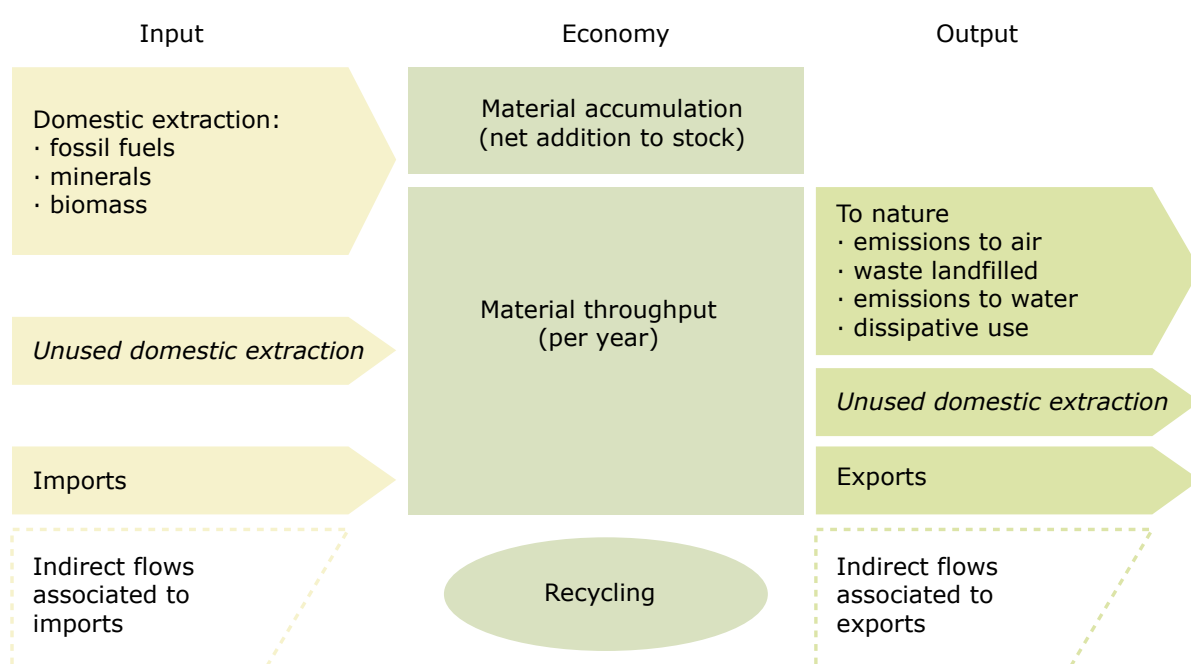 Input
Economy
Output
Domestic extraction:
· fossil fuels
· minerals
· biomass
Unused domestic extraction
Imports
Indirect flows
associated to
imports
Material accumulation
(net addition to stock)
Material throughput
(per year)
Recycling
To nature
· emissions to air
· waste landfilled
· emissions to water
· dissipative use
Unused domestic extraction
Exports
Indirect flows
associated to
exports